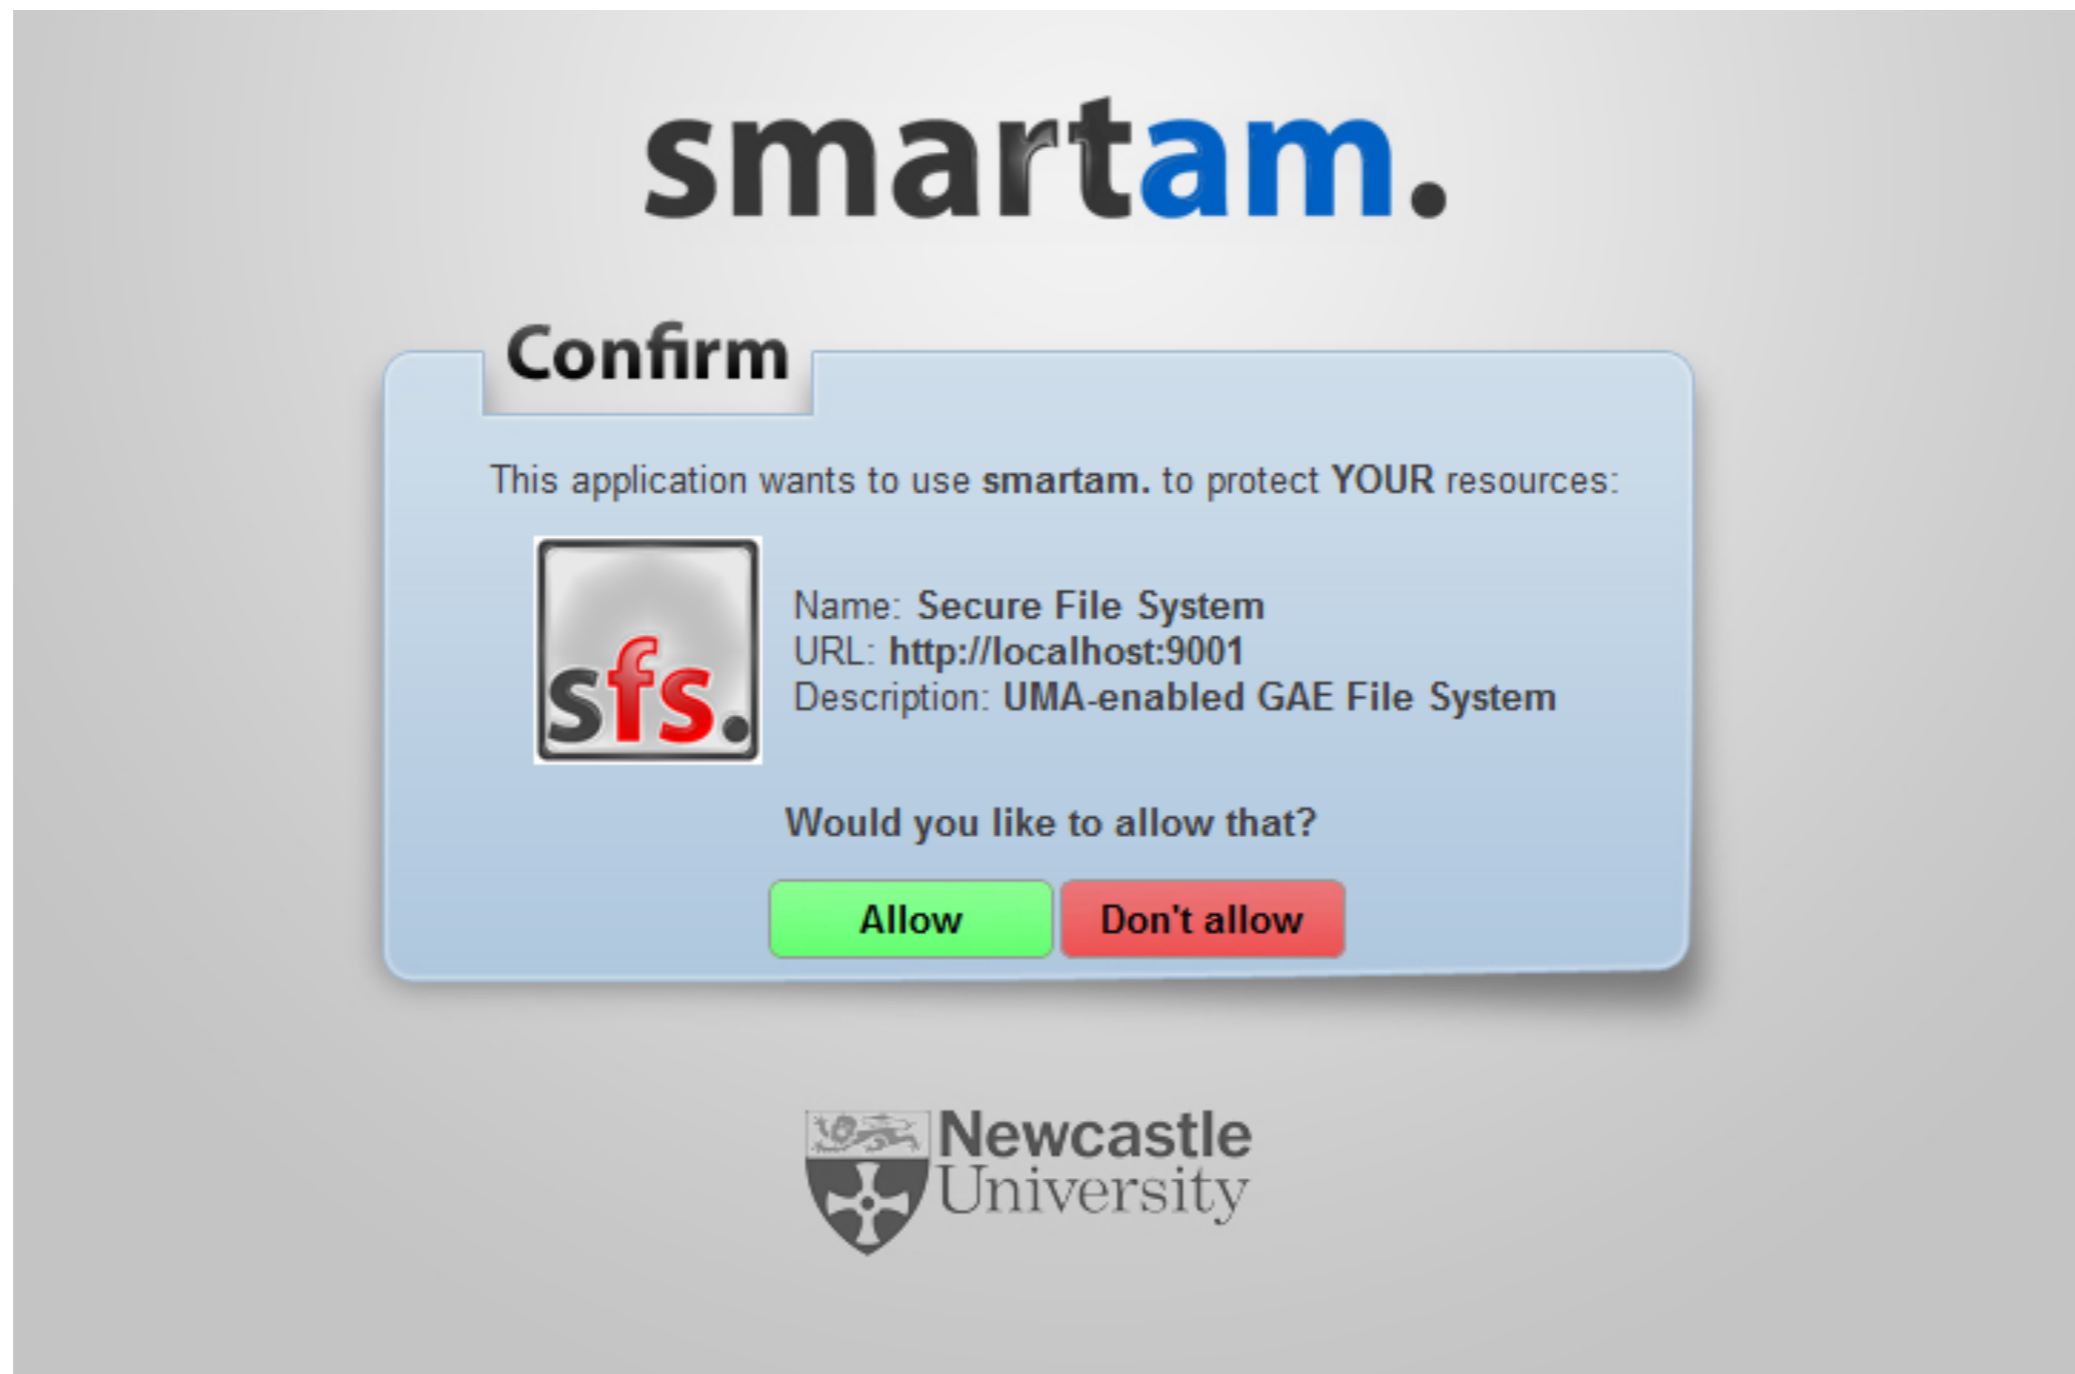 smartam.
Confirm
This application wants to use smartam. to protect YOUR resources:
sfs.
Name: Secure File System
URL: http://localhost:9001
Description: UMA-enabled GAE File System
Would you like to allow that?
Allow Don't allow
Newcastle
University